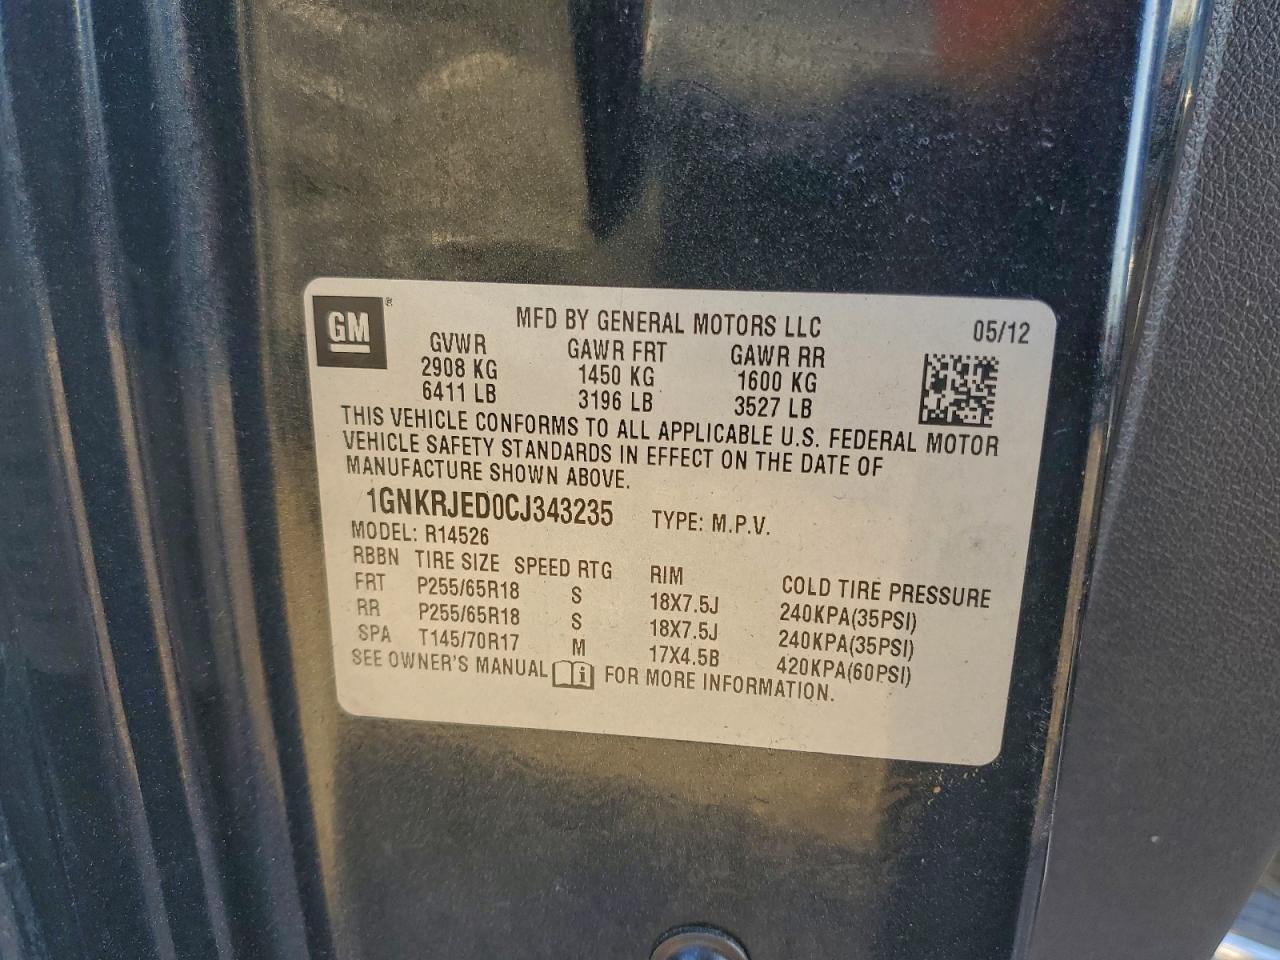 GM ®
MFD BY GENERAL MOTORS LLC 05/12
GVWR GAWR FRT GAWR RR
2908 KG 1450 KG 1600 KG
6411 LB 3196 LB 3527 LB
THIS VEHICLE CONFORMS TO ALL APPLICABLE U.S. FEDERAL MOTOR
VEHICLE SAFETY STANDARDS IN EFFECT ON THE DATE OF
MANUFACTURE SHOWN ABOVE.
1GNKRJED0CJ343235 TYPE: M.P.V.
MODEL: R14526
RBBN TIRE SIZE SPEED RTG RIM COLD TIRE PRESSURE
FRT P255/65R18 S 18X7.5J 240KPA(35PSI)
RR P255/65R18 S 18X7.5J 240KPA(35PSI)
SPA T145/70R17 M 17X4.5B 420KPA(60PSI)
SEE OWNER'S MANUAL i FOR MORE INFORMATION.